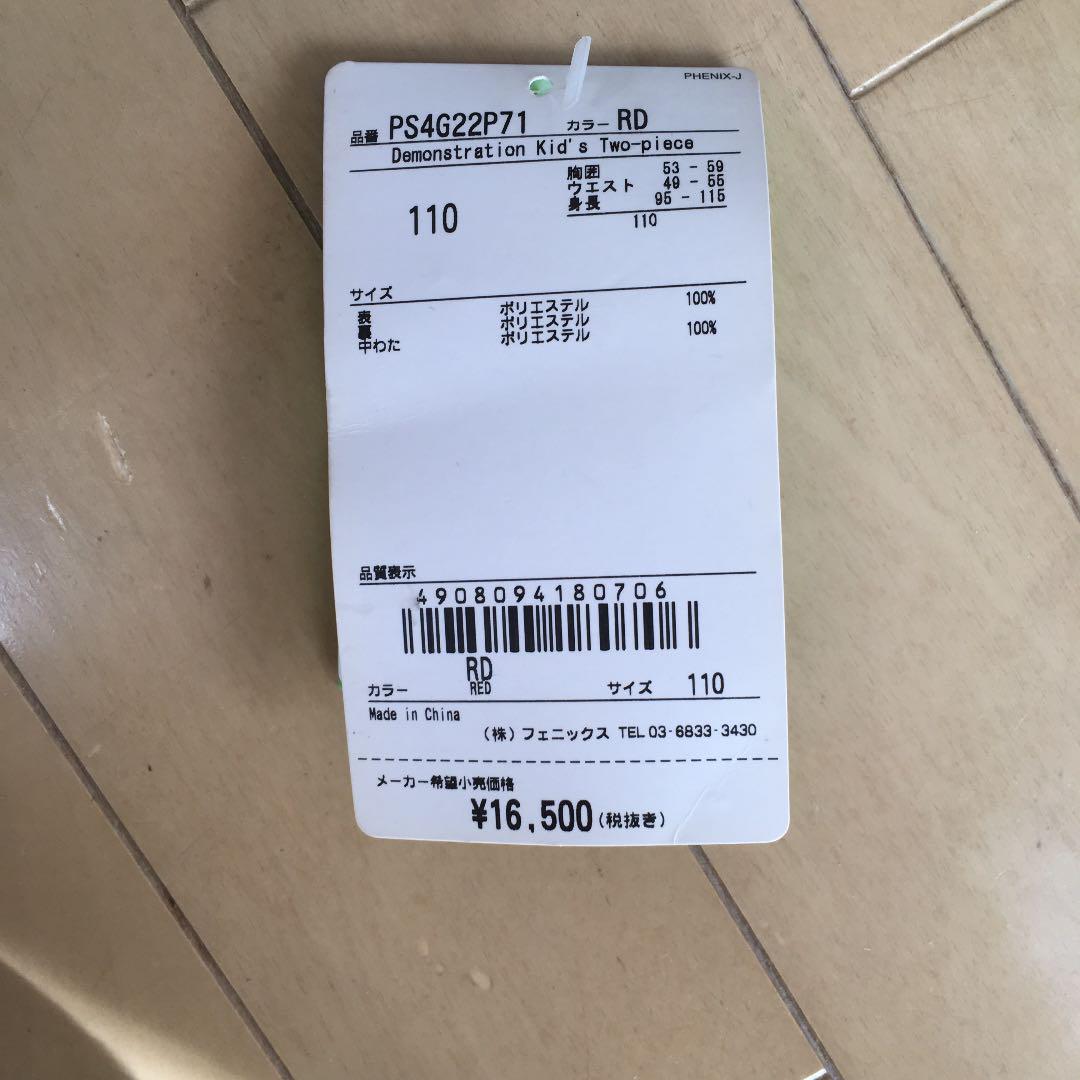 PHENIX-J
品番 PS4G22P71 カラー RD
Demonstration Kid's Two-piece
胸囲 53 - 59
ウエスト 49 - 55
身長 95 - 115
110
110
サイズ
表 ポリエステル 100%
裏 ポリエステル
中わた ポリエステル 100%
品質表示
4908094180706
RD
カラー RED サイズ 110
Made in China
(株)フェニックス TEL 03-6833-3430
メーカー希望小売価格
¥16,500(税抜き)